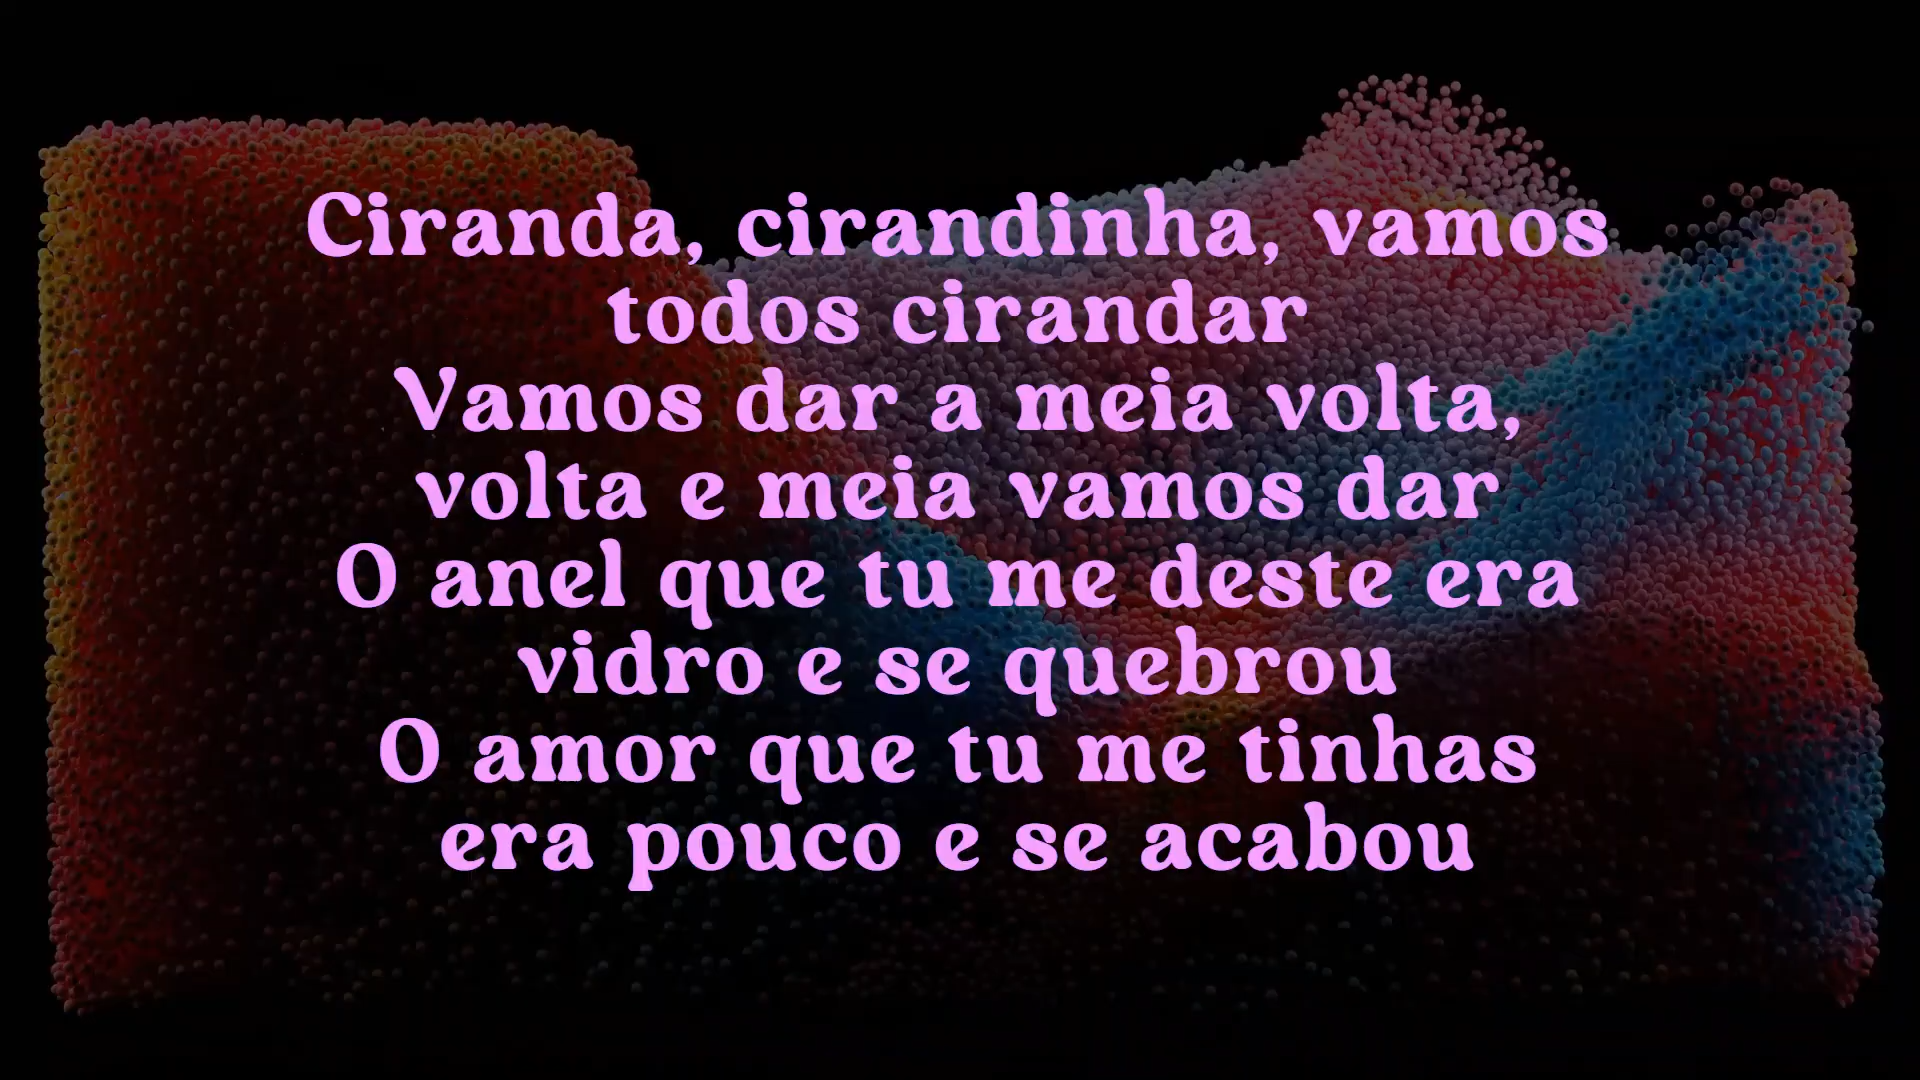 Ciranda, cirandinha, vamos
todos cirandar
Vamos dar a meia volta,
volta e meia vamos dar
O anel que tu me deste era
vidro e se quebrou
O amor que tu me tinhas
era pouco e se acabou